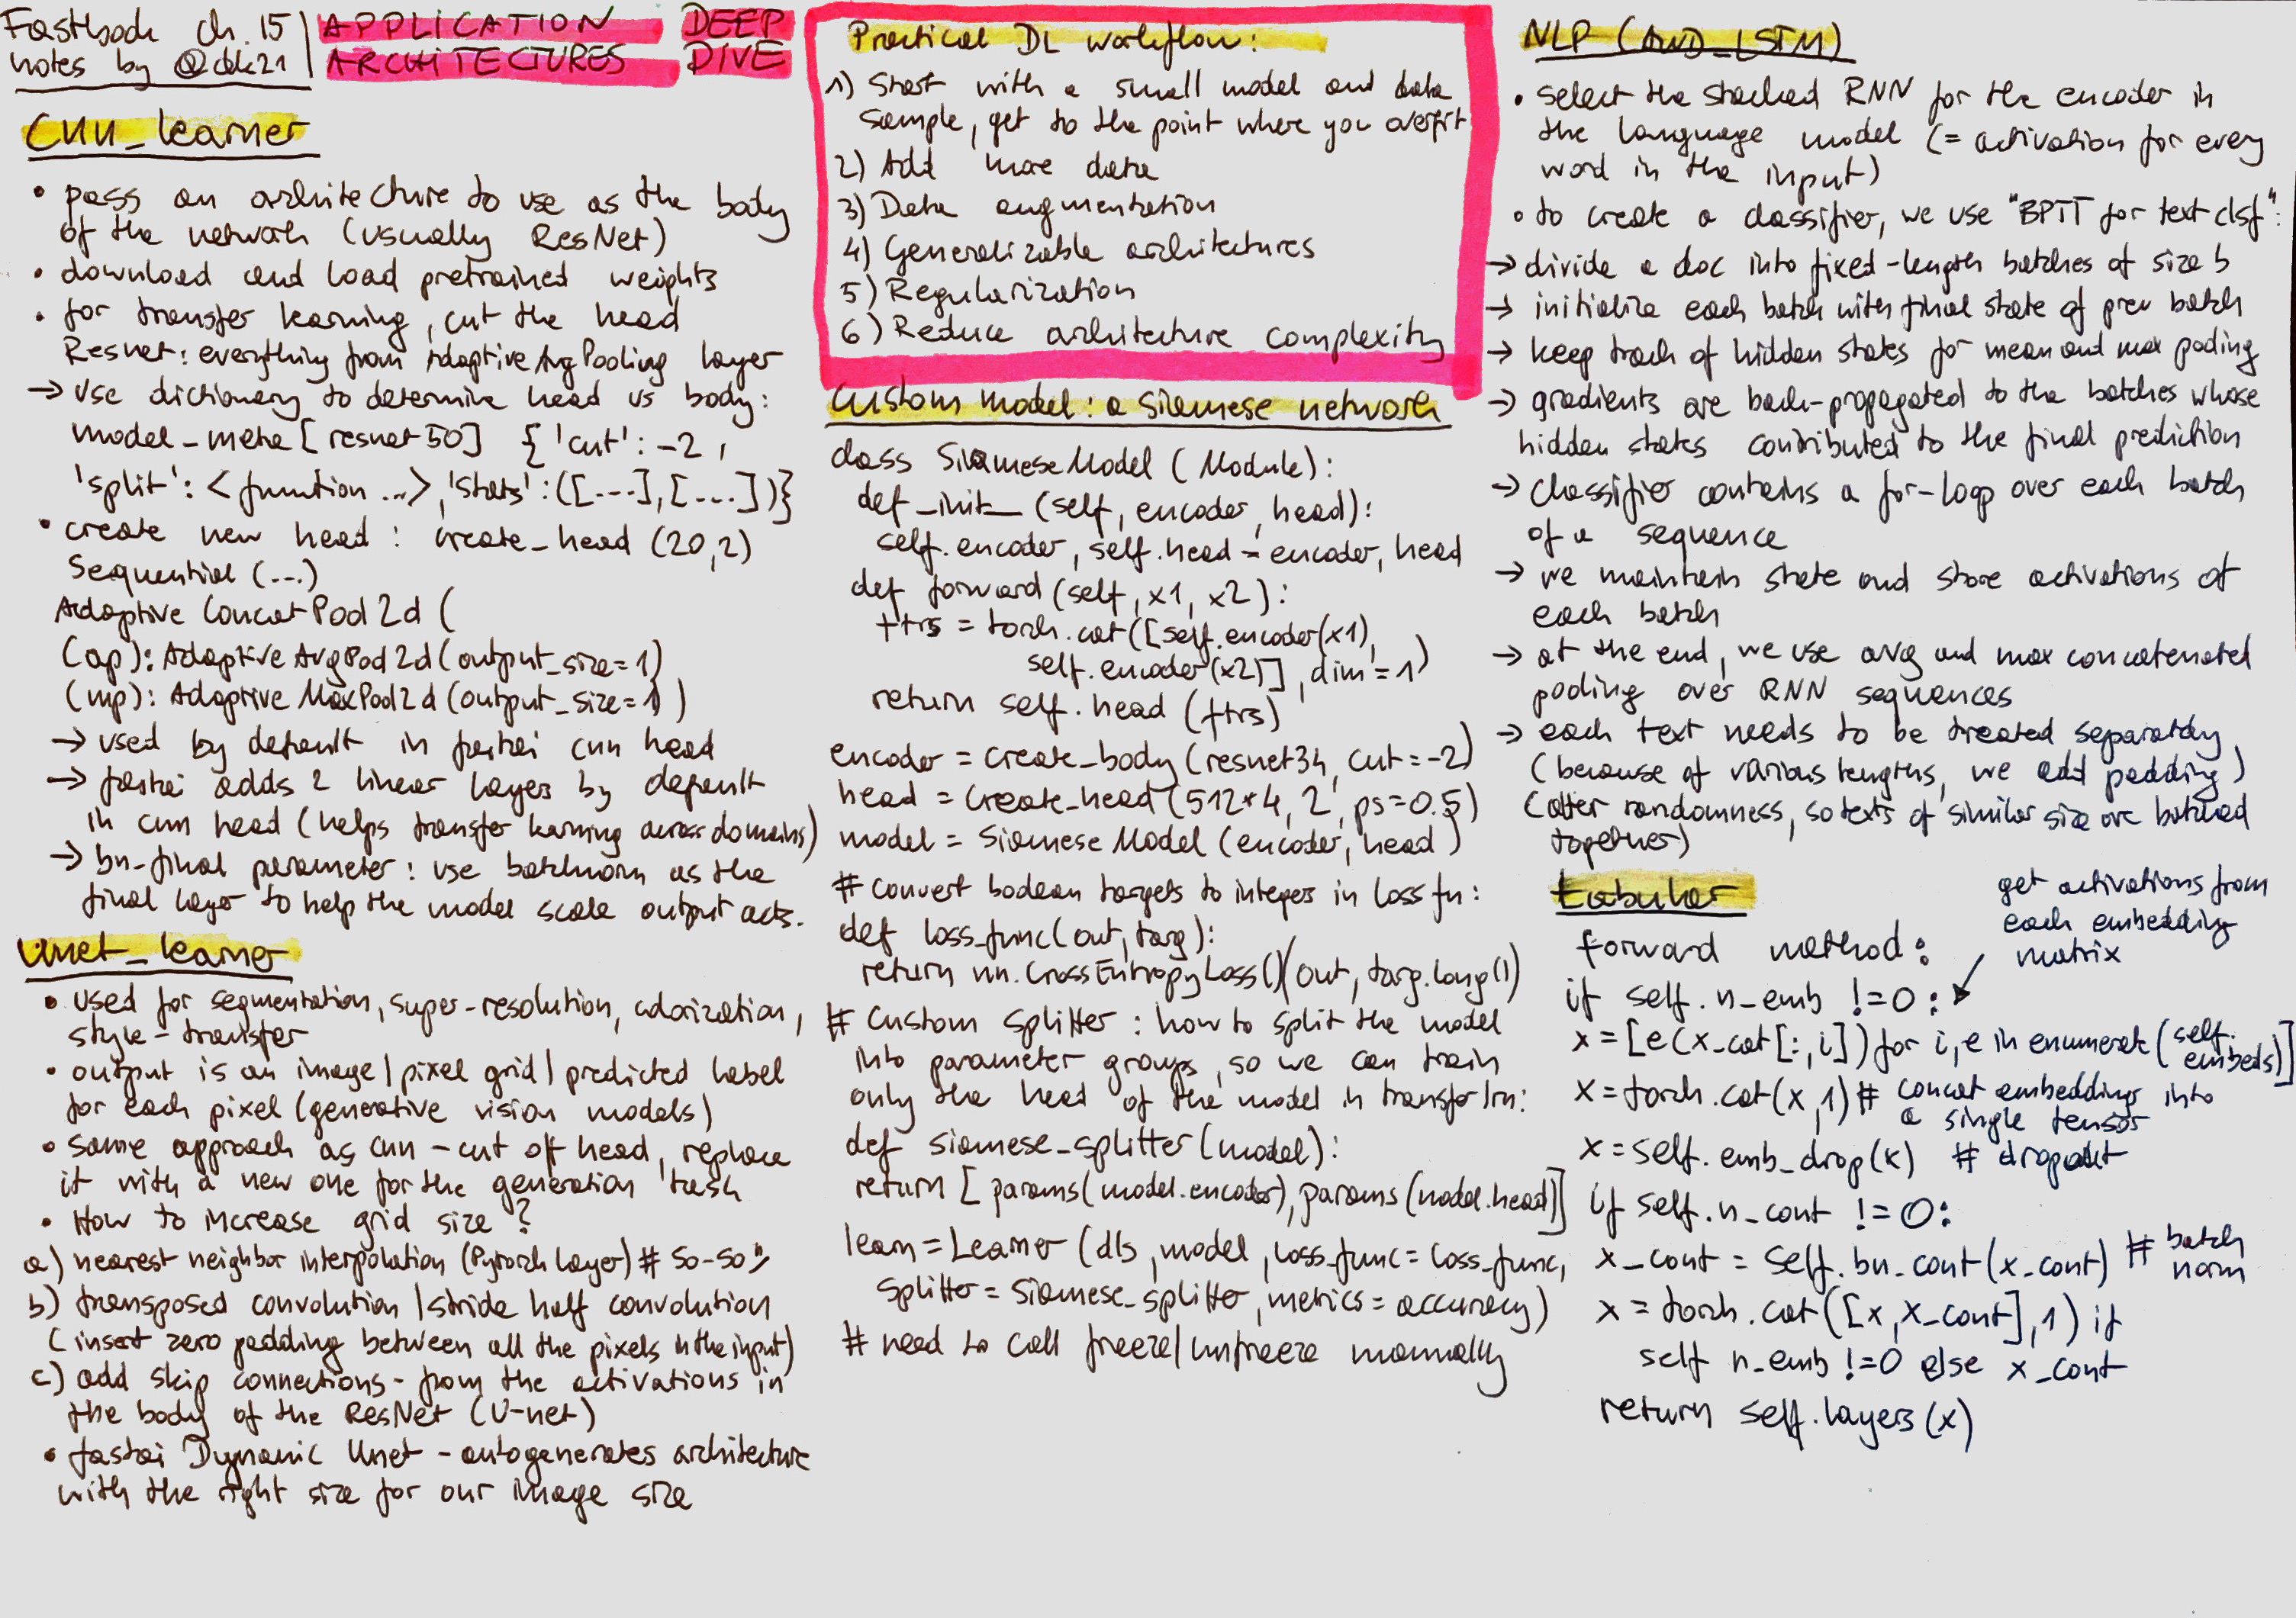 Fastbook ch. 15
notes by @dk21
APPLICATION
ARCHITECTURES
DEEP
DIVE
cnn_learner
• pass an architecture to use as the body
of the network (usually ResNet)
• download and load pretrained weights
• for transfer learning, cut the head
Resnet: everything from AdaptiveAvgPooling layer
→ use dictionary to determine head vs body:
model_meta[resnet50] {'cut': -2,
'split': <function ...>, 'stats': ([...], [...])}
• create new head: create_head(20,2)
Sequential (...)
Adaptive ConcatPool2d (
(ap): AdaptiveAvgPool2d(output_size=1)
(mp): AdaptiveMaxPool2d(output_size=1))
→ used by default in fastai cnn head
→ fastai adds 2 linear layers by default
in cnn head (helps transfer learning across domains)
→ bn-final parameter: use batchnorm as the
final layer to help the model scale output acts.
Unet_learner
• used for segmentation, super-resolution, colorization,
style-transfer
• output is an image/pixel grid/predicted label
for each pixel (generative vision models)
• same approach as cnn - cut off head, replace
it with a new one for the generation task
• How to increase grid size?
a) nearest neighbor interpolation (Pytorch layer) # 50-50%
b) transposed convolution / stride half convolution
(insert zero padding between all the pixels in the input)
c) add skip connections - from the activations in
the body of the ResNet (U-net)
• fastai Dynamic Unet - autogenerates architecture
with the right size for our image size
Practical DL workflow:
1) Start with a small model and data
sample, get to the point where you overfit
2) Add more data
3) Data augmentation
4) Generalizable architectures
5) Regularization
6) Reduce architecture complexity
Custom model: a siamese network
class SiameseModel (Module):
def _init_ (self, encoder, head):
self.encoder, self.head = encoder, head
def forward(self, x1, x2):
ftrs = torch.cat([self.encoder(x1),
self.encoder(x2)], dim=1)
return self.head (ftrs)
encoder = create_body (resnet34, cut=-2)
head = create_head(512*4, 2, ps=0.5)
model = SiameseModel (encoder, head)
# convert boolean targets to integers in loss fn:
def loss_func(out, targ):
return nn.CrossEntropyLoss()(out, targ.long())
# custom splitter: how to split the model
into parameter groups, so we can train
only the head of the model in transfer lrn:
def siamese_splitter(model):
return [params(model.encoder), params(model.head)]
learn = Learner (dls, model, loss_func = loss_func,
splitter = siamese_splitter, metrics = accuracy)
# need to call freeze/unfreeze manually
NLP (AWD_LSTM)
• select the stacked RNN for the encoder in
the language model (= activation for every
word in the input)
• to create a classifier, we use "BPTT for text clsf":
→ divide a doc into fixed-length batches of size b
→ initialize each batch with final state of prev batch
→ keep track of hidden states for mean and max pooling
→ gradients are back-propagated to the batches whose
hidden states contributed to the final prediction
→ classifier contains a for-loop over each batch
of a sequence
→ we maintain state and store activations of
each batch
→ at the end, we use avg and max concatenated
pooling over RNN sequences
→ each text needs to be treated separately
(because of various lengths, we add padding)
(alter randomness, so texts of similar size are batched
together)
tabular
get activations from
each embedding
matrix
forward method:
if self.n_emb !=0:
x = [e(x_cat[:,i]) for i,e in enumerate(self.
embeds)]
x = torch.cat(x,1) # concat embeddings into
a single tensor
x = self.emb_drop(x) # dropout
if self.n_cont !=0:
x_cont = self.bn_cont(x_cont) # batch
norm
x = torch.cat([x, x_cont],1) if
self n_emb !=0 else x_cont
return self.layers(x)